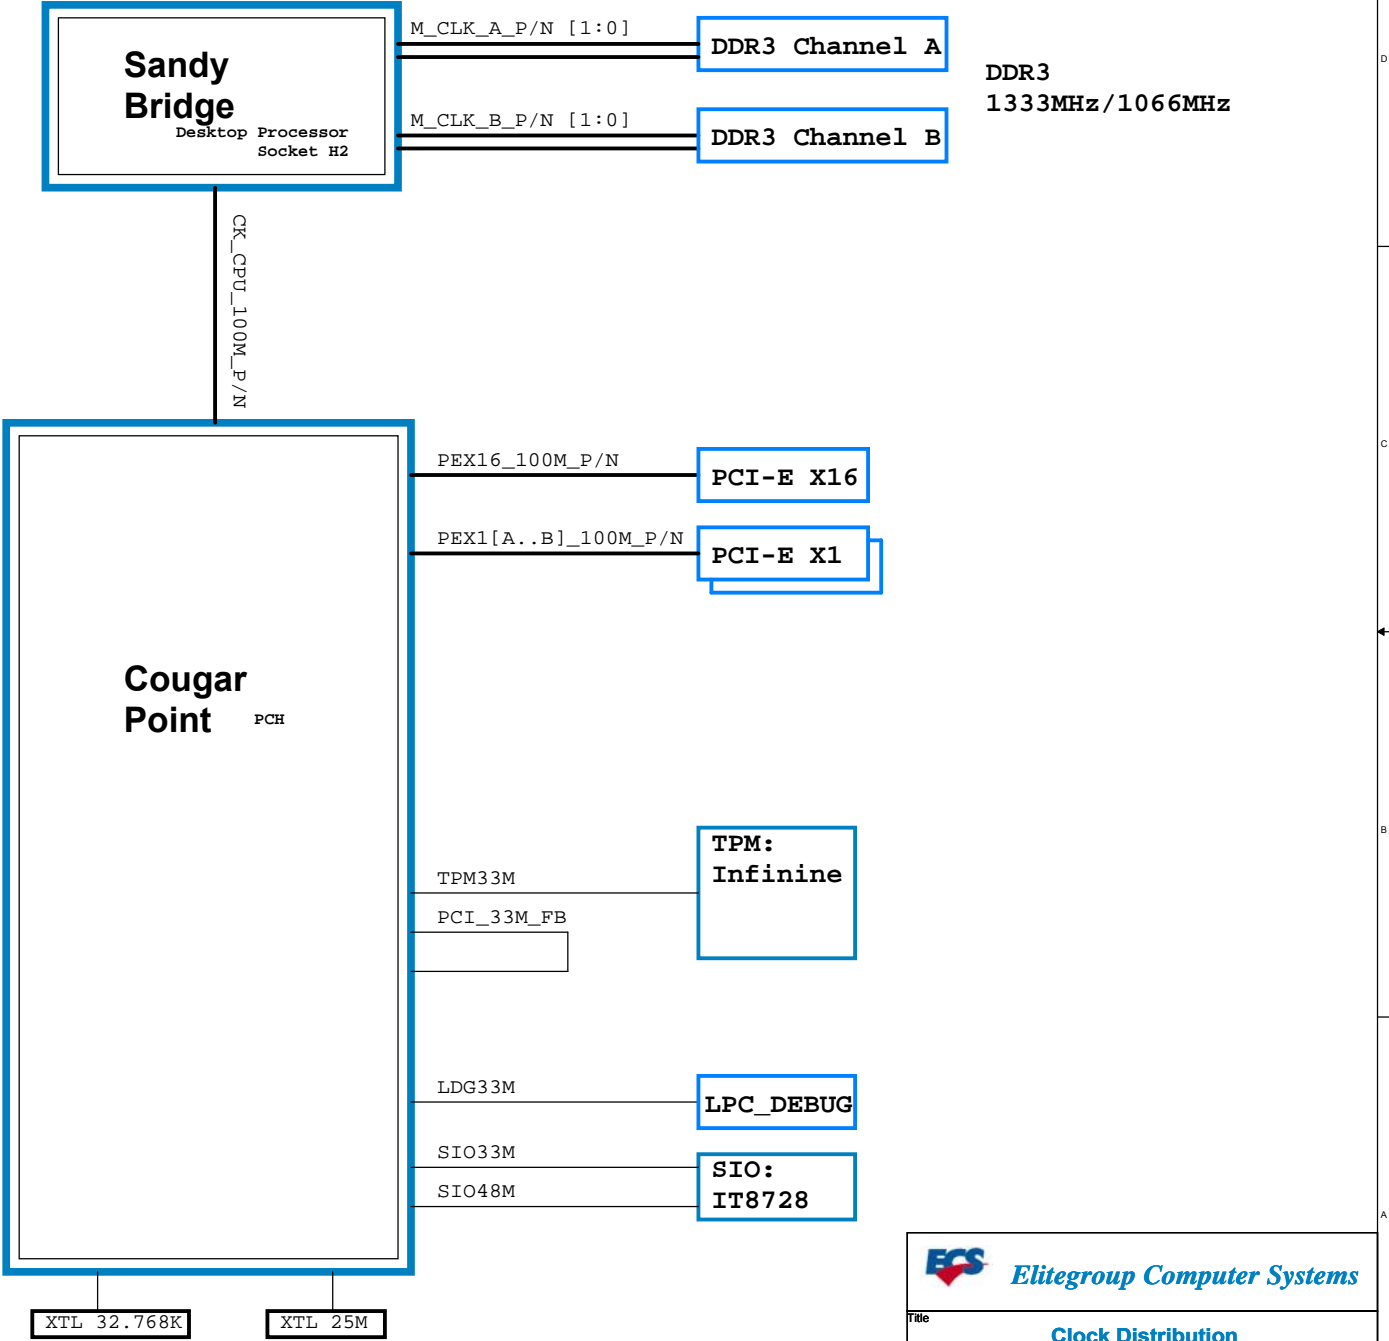 M_CLK_A_P/N [1:0]
DDR3 Channel A
Sandy
Bridge
Desktop Processor
Socket H2
DDR3
1333MHz/1066MHz
M_CLK_B_P/N [1:0]
DDR3 Channel B
D
CK_CPU_100M_P/N
C
PEX16_100M_P/N
PCI-E X16
PEX1[A..B]_100M_P/N
PCI-E X1
Cougar
Point
PCH
B
TPM:
Infinine
TPM33M
PCI_33M_FB
LDG33M
LPC_DEBUG
SIO33M
SIO48M
SIO:
IT8728
A
ECS
Elitegroup Computer Systems
XTL 32.768K
XTL 25M
Title
Clock Distribution